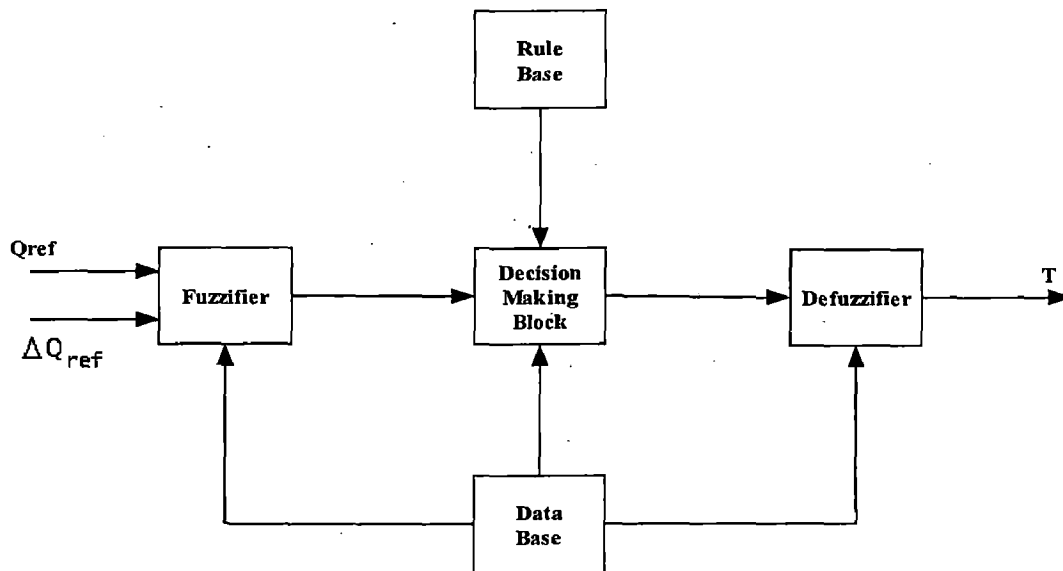 Rule
Base
Qref
ΔQref
Fuzzifier
Decision
Making
Block
Defuzzifier
T
Data
Base